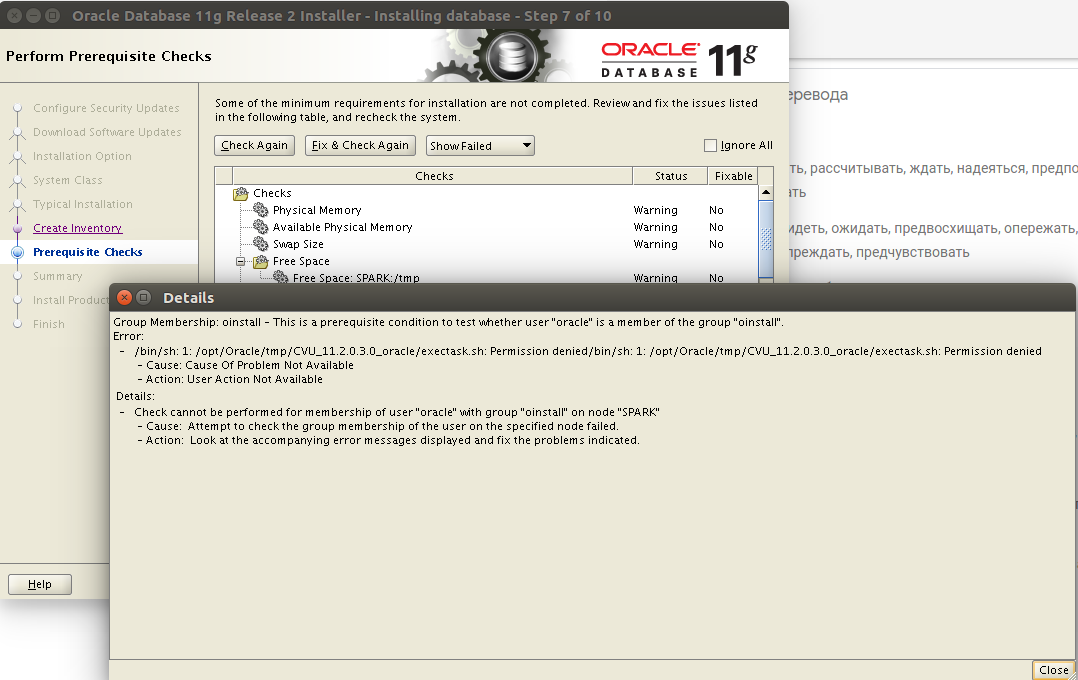 Oracle Database 11g Release 2 Installer - Installing database - Step 7 of 10
Perform Prerequisite Checks
ORACLE
DATABASE
11g
Configure Security Updates
Download Software Updates
Installation Option
System Class
Typical Installation
Create Inventory
Prerequisite Checks
Summary
Install Product
Finish
Some of the minimum requirements for installation are not completed. Review and fix the issues listed
in the following table, and recheck the system.
Check Again
Fix & Check Again
Show Failed
Ignore All
Checks Status Fixable
Checks
Physical Memory Warning No
Available Physical Memory Warning No
Swap Size Warning No
Free Space
Free Space: SPARK:/tmp Warning No
Help
еревода
ть, рассчитывать, ждать, надеяться, предпо
ать
идеть, ожидать, предвосхищать, опережать,
преждать, предчувствовать
Details
Group Membership: oinstall - This is a prerequisite condition to test whether user "oracle" is a member of the group "oinstall".
Error:
- /bin/sh: 1: /opt/Oracle/tmp/CVU_11.2.0.3.0_oracle/exectask.sh: Permission denied/bin/sh: 1: /opt/Oracle/tmp/CVU_11.2.0.3.0_oracle/exectask.sh: Permission denied
- Cause: Cause Of Problem Not Available
- Action: User Action Not Available
Details:
- Check cannot be performed for membership of user "oracle" with group "oinstall" on node "SPARK"
- Cause: Attempt to check the group membership of the user on the specified node failed.
- Action: Look at the accompanying error messages displayed and fix the problems indicated.
Close